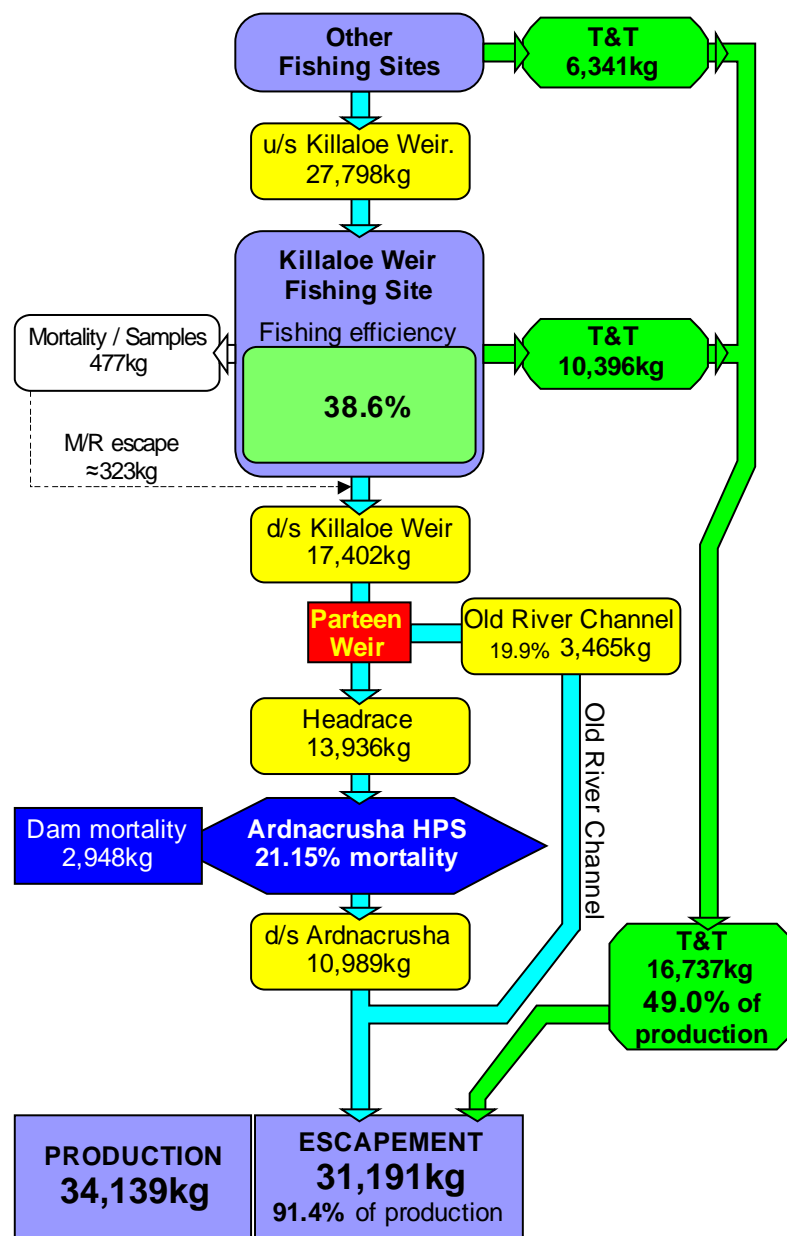 Other
Fishing Sites
T&T
6,341kg
u/s Killaloe Weir.
27,798kg
Killaloe Weir
Fishing Site
Fishing efficiency
38.6%
Mortality / Samples
477kg
T&T
10,396kg
M/R escape
≈323kg
d/s Killaloe Weir
17,402kg
Parteen
Weir
Old River Channel
19.9% 3,465kg
Headrace
13,936kg
Old River Channel
Dam mortality
2,948kg
Ardnacrusha HPS
21.15% mortality
d/s Ardnacrusha
10,989kg
T&T
16,737kg
49.0% of
production
PRODUCTION
34,139kg
ESCAPEMENT
31,191kg
91.4% of production